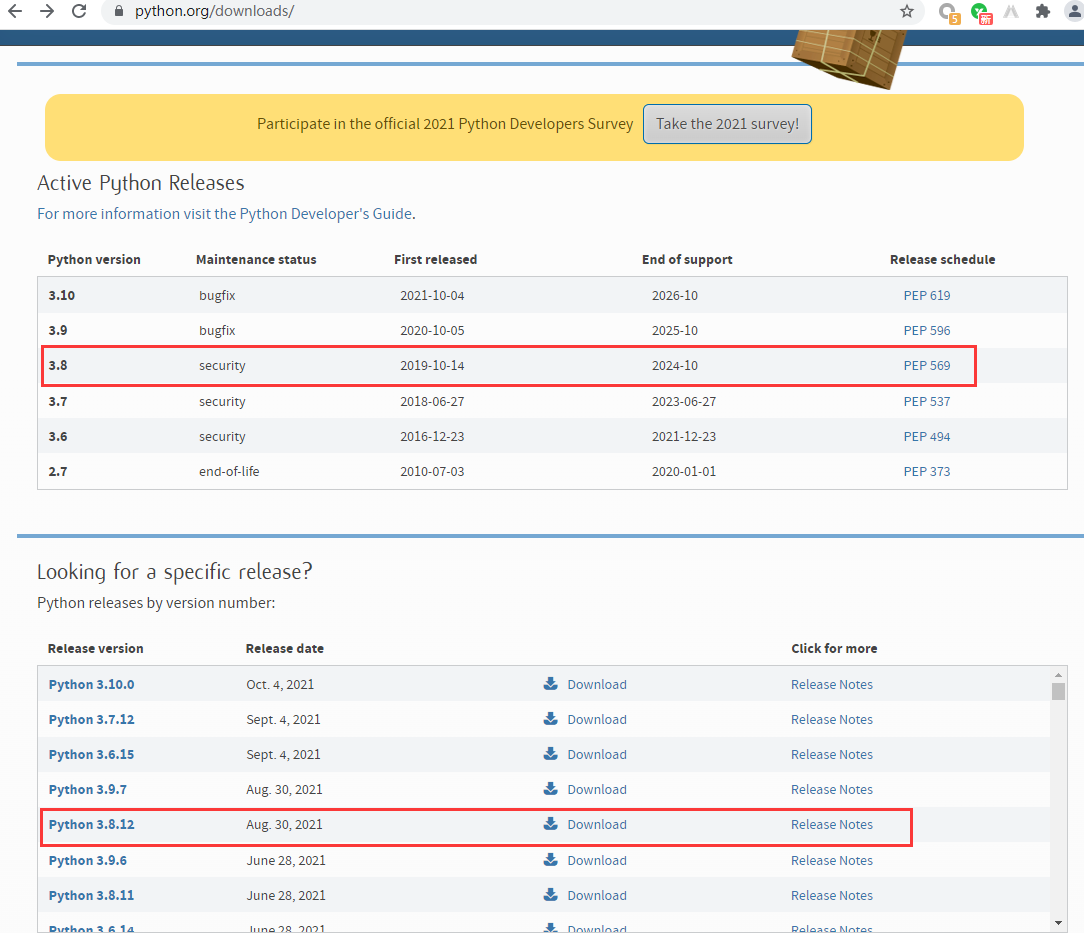 python.org/downloads/
5
新
Participate in the official 2021 Python Developers Survey Take the 2021 survey!
Active Python Releases
For more information visit the Python Developer's Guide.
Python version Maintenance status First released End of support Release schedule
3.10 bugfix 2021-10-04 2026-10 PEP 619
3.9 bugfix 2020-10-05 2025-10 PEP 596
3.8 security 2019-10-14 2024-10 PEP 569
3.7 security 2018-06-27 2023-06-27 PEP 537
3.6 security 2016-12-23 2021-12-23 PEP 494
2.7 end-of-life 2010-07-03 2020-01-01 PEP 373
Looking for a specific release?
Python releases by version number:
Release version Release date Click for more
Python 3.10.0 Oct. 4, 2021 Download Release Notes
Python 3.7.12 Sept. 4, 2021 Download Release Notes
Python 3.6.15 Sept. 4, 2021 Download Release Notes
Python 3.9.7 Aug. 30, 2021 Download Release Notes
Python 3.8.12 Aug. 30, 2021 Download Release Notes
Python 3.9.6 June 28, 2021 Download Release Notes
Python 3.8.11 June 28, 2021 Download Release Notes
Python 3.6.14 June 28, 2021 Download Release Notes